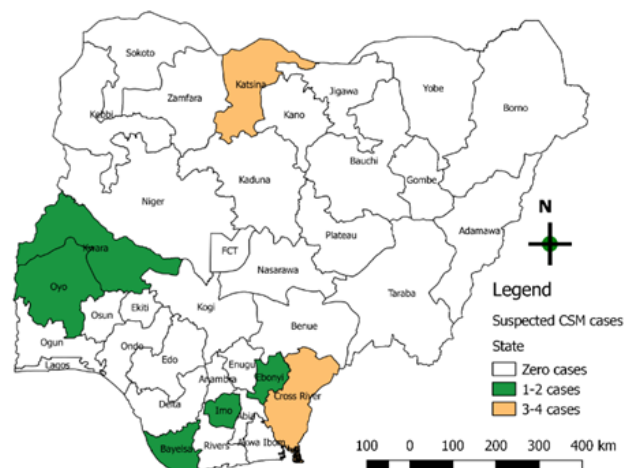 Sokoto
Katsina
Zamfara
Kebbi
Kano
Jigawa
Yobe
Borno
Bauchi
Gombe
Kaduna
Niger
Adamawa
Plateau
FCT
Nasarawa
Taraba
Kwara
Oyo
Osun
Ekiti
Kogi
Benue
Ogun
Lagos
Ondo
Edo
Enugu
Anambra
Ebonyi
Cross River
Delta
Imo
Abia
Bayelsa
Rivers
Akwa Ibom
N
Legend
Suspected CSM cases
State
Zero cases
1-2 cases
3-4 cases
100 0 100 200 300 400 km